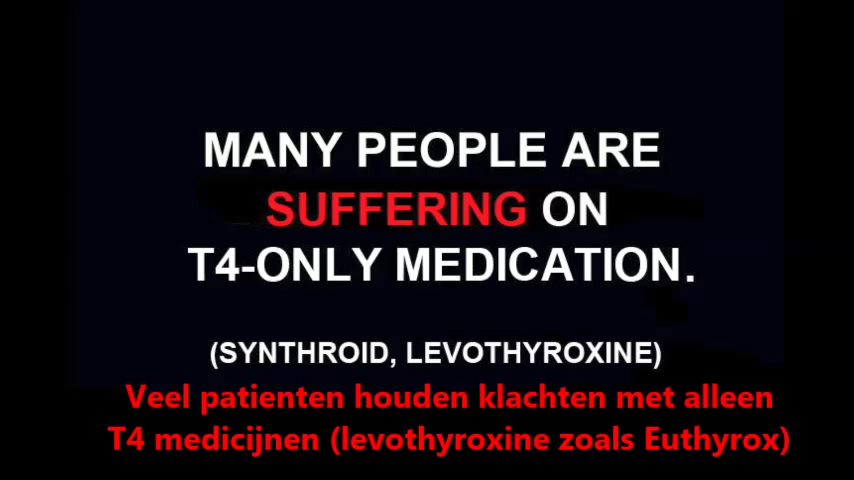 MANY PEOPLE ARE
SUFFERING ON
T4-ONLY MEDICATION.
(SYNTHROID, LEVOTHYROXINE)
Veel patienten houden klachten met alleen
T4 medicijnen (levothyroxine zoals Euthyrox)